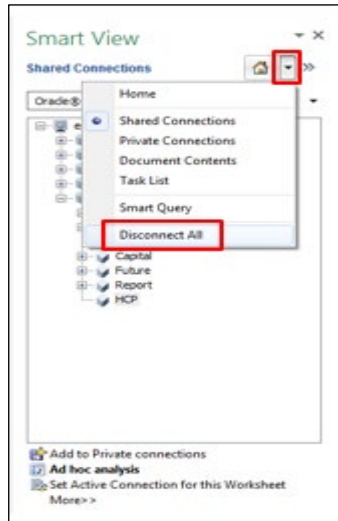 Smart View
Shared Connections
Oracle®
Home
Shared Connections
Private Connections
Document Contents
Task List
Smart Query
Disconnect All
Capital
Future
Report
HCP
Add to Private connections
Ad hoc analysis
Set Active Connection for this Worksheet
More>>